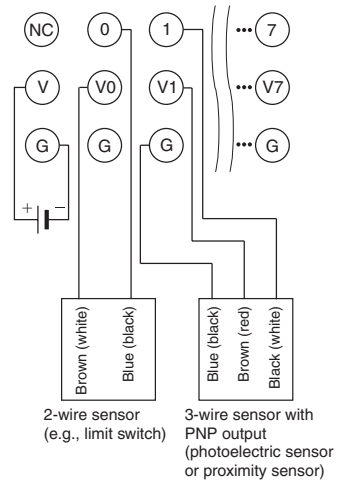 NC 0 1 ••• 7
V V0 V1 ••• V7
G G G ••• G
+ −
Brown (white)
Blue (black)
Blue (black)
Brown (red)
Black (white)
2-wire sensor
(e.g., limit switch)
3-wire sensor with
PNP output
(photoelectric sensor
or proximity sensor)